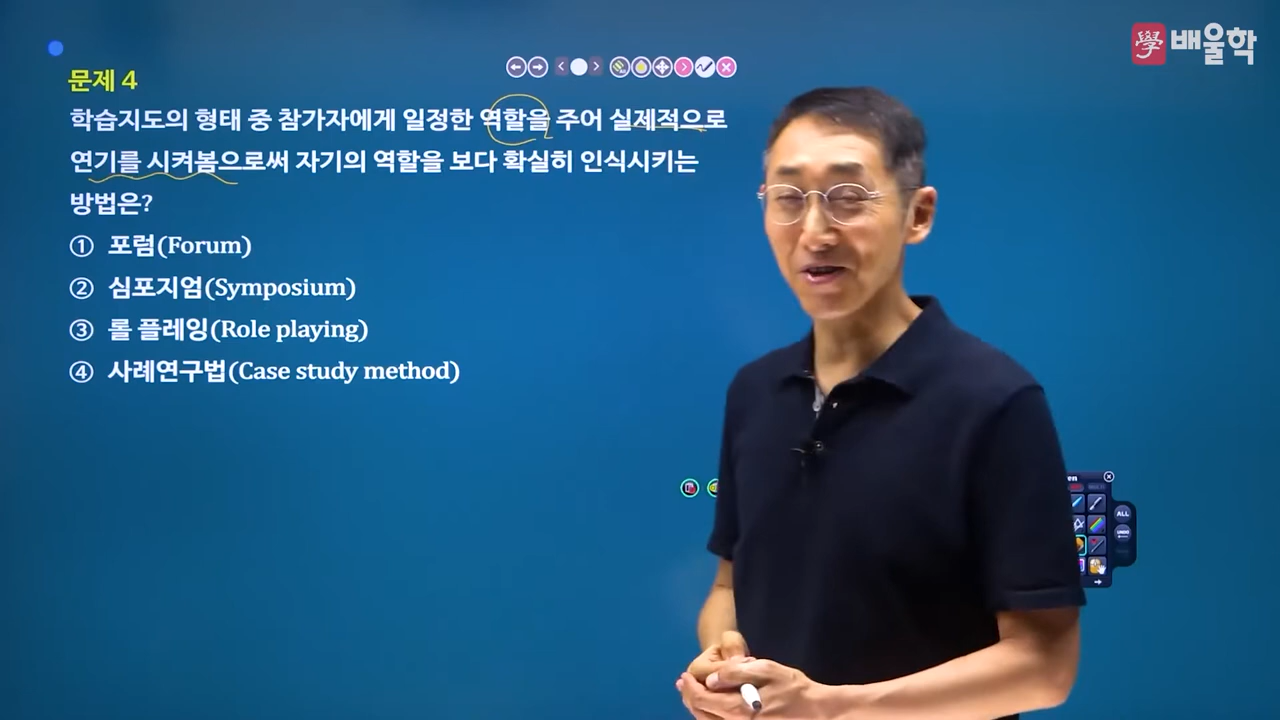 學 배울학
문제 4
학습지도의 형태 중 참가자에게 일정한 역할을 주어 실제적으로
연기를 시켜봄으로써 자기의 역할을 보다 확실히 인식시키는
방법은?
① 포럼(Forum)
② 심포지엄(Symposium)
③ 롤 플레잉(Role playing)
④ 사례연구법(Case study method)
en
ALL
UNDO